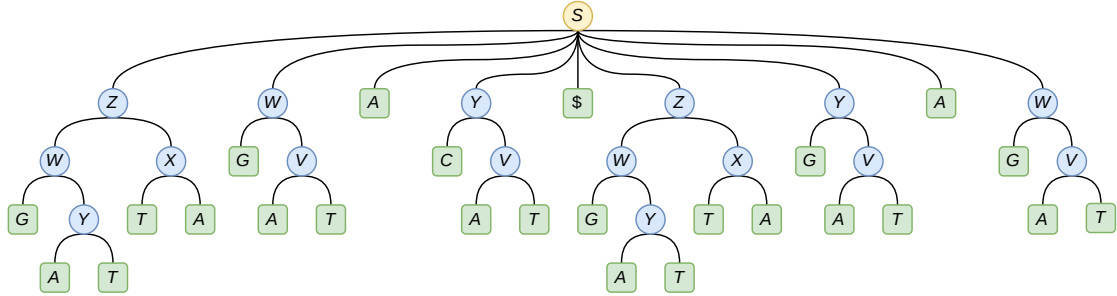 S
Z W A Y $ Z Y A W
W X G V C V W X G V G V
G Y T A A T A T G Y T A A T A T
A T A T